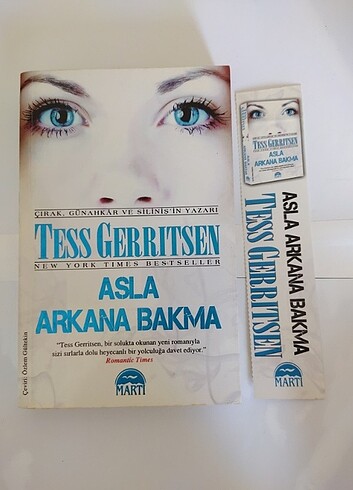 ÇIRAK, GÜNAHKÂR VE SİLİNİŞ'İN YAZARI
TESS GERRITSEN
NEW YORK TIMES BESTSELLER
ASLA
ARKANA BAKMA
"Tess Gerritsen, bir solukta okunan yeni romanıyla
sizi sırlarla dolu heyecanlı bir yolculuğa davet ediyor."
Romantic Times
MARTI
Çeviri: Özlem Gültekin
TESS GERRITSEN
ASLA
ARKANA BAKMA
ASLA ARKANA BAKMA
TESS GERRITSEN
MARTI